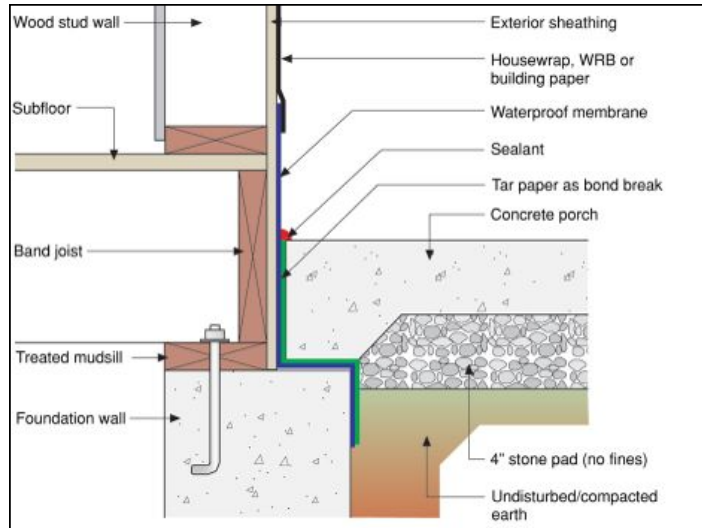 Wood stud wall
Subfloor
Band joist
Treated mudsill
Foundation wall
Exterior sheathing
Housewrap, WRB or
building paper
Waterproof membrane
Sealant
Tar paper as bond break
Concrete porch
4" stone pad (no fines)
Undisturbed/compacted
earth